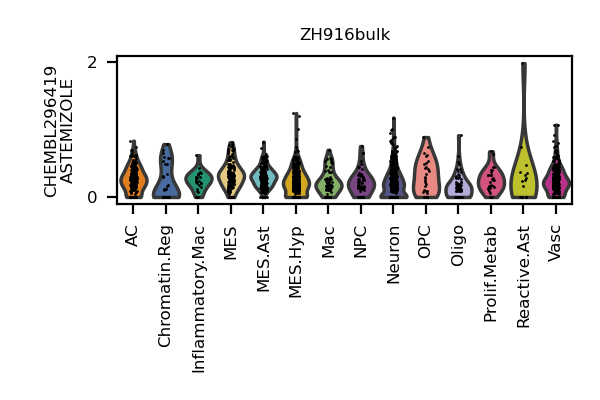 ZH916bulk
CHEMBL296419
ASTEMIZOLE
2
0
AC
Chromatin.Reg
Inflammatory.Mac
MES
MES.Ast
MES.Hyp
Mac
NPC
Neuron
OPC
Oligo
Prolif.Metab
Reactive.Ast
Vasc